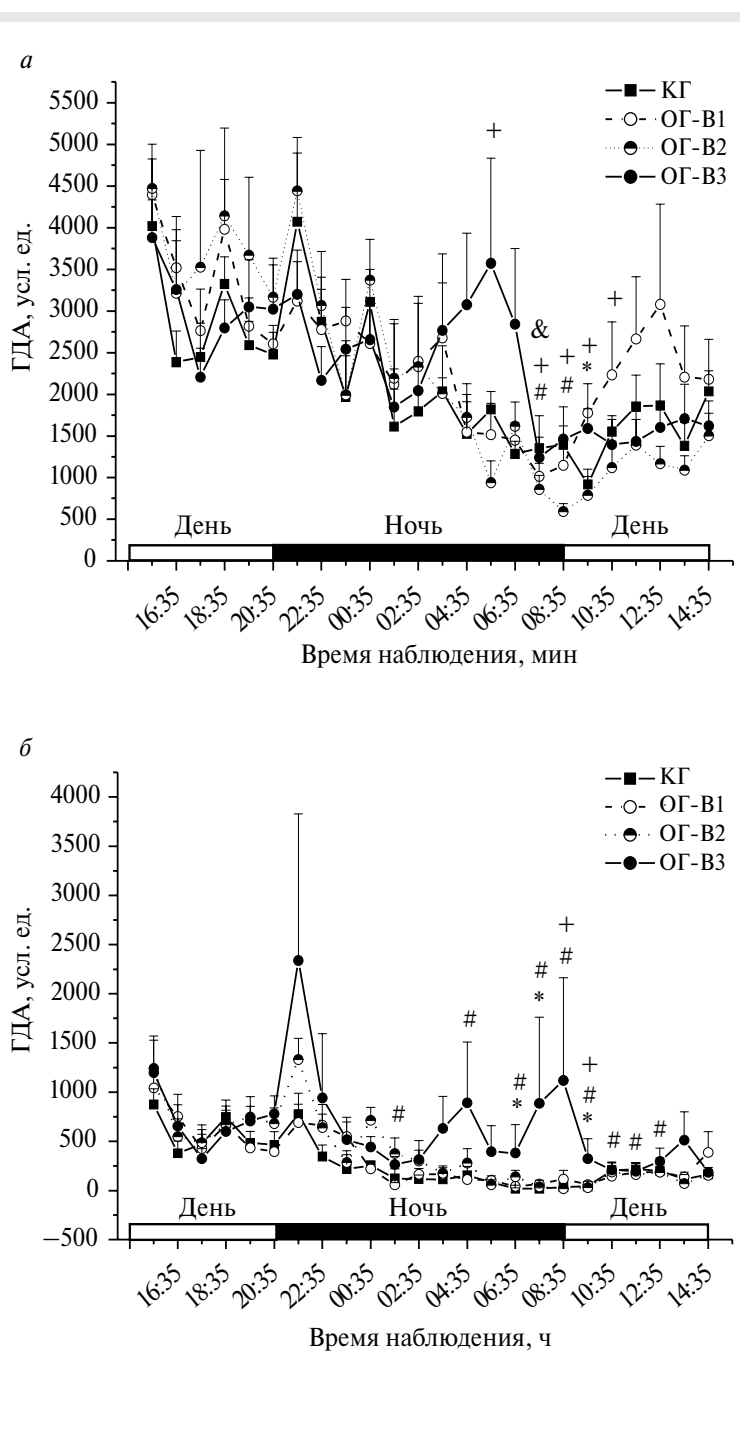 а
5500
5000
4500
4000
3500
3000
2500
2000
1500
1000
500
0
ГДА, усл. ед.
КГ
ОГ-В1
ОГ-В2
ОГ-В3
+
&
+
#
+
#
+
*
+
День Ночь День
16:35 18:35 20:35 22:35 00:35 02:35 04:35 06:35 08:35 10:35 12:35 14:35
Время наблюдения, мин
б
4000
3500
3000
2500
2000
1500
1000
500
0
–500
ГДА, усл. ед.
КГ
ОГ-В1
ОГ-В2
ОГ-В3
#
#
#
*
#
*
+
#
+
#
*
# # #
День Ночь День
16:35 18:35 20:35 22:35 00:35 02:35 04:35 06:35 08:35 10:35 12:35 14:35
Время наблюдения, ч